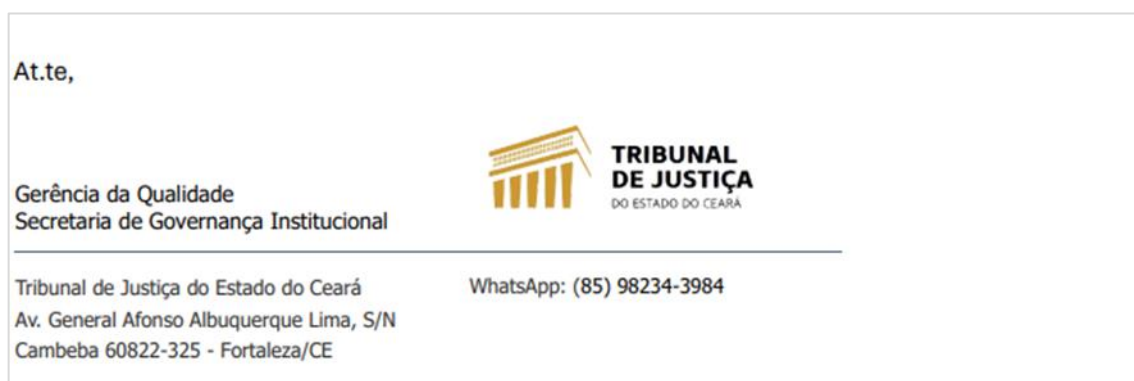 At.te,
TRIBUNAL
DE JUSTIÇA
DO ESTADO DO CEARÁ
Gerência da Qualidade
Secretaria de Governança Institucional
Tribunal de Justiça do Estado do Ceará
WhatsApp: (85) 98234-3984
Av. General Afonso Albuquerque Lima, S/N
Cambeba 60822-325 - Fortaleza/CE